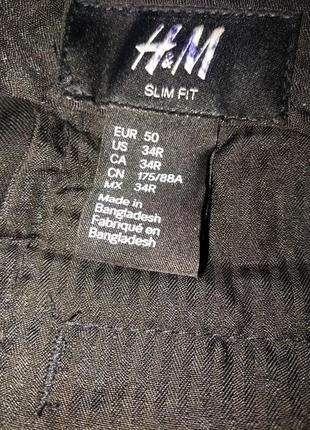 H&M
SLIM FIT
EUR 50
US 34R
CA 34R
CN 175/88A
MX 34R
Made in
Bangladesh
Fabriqué en
Bangladesh